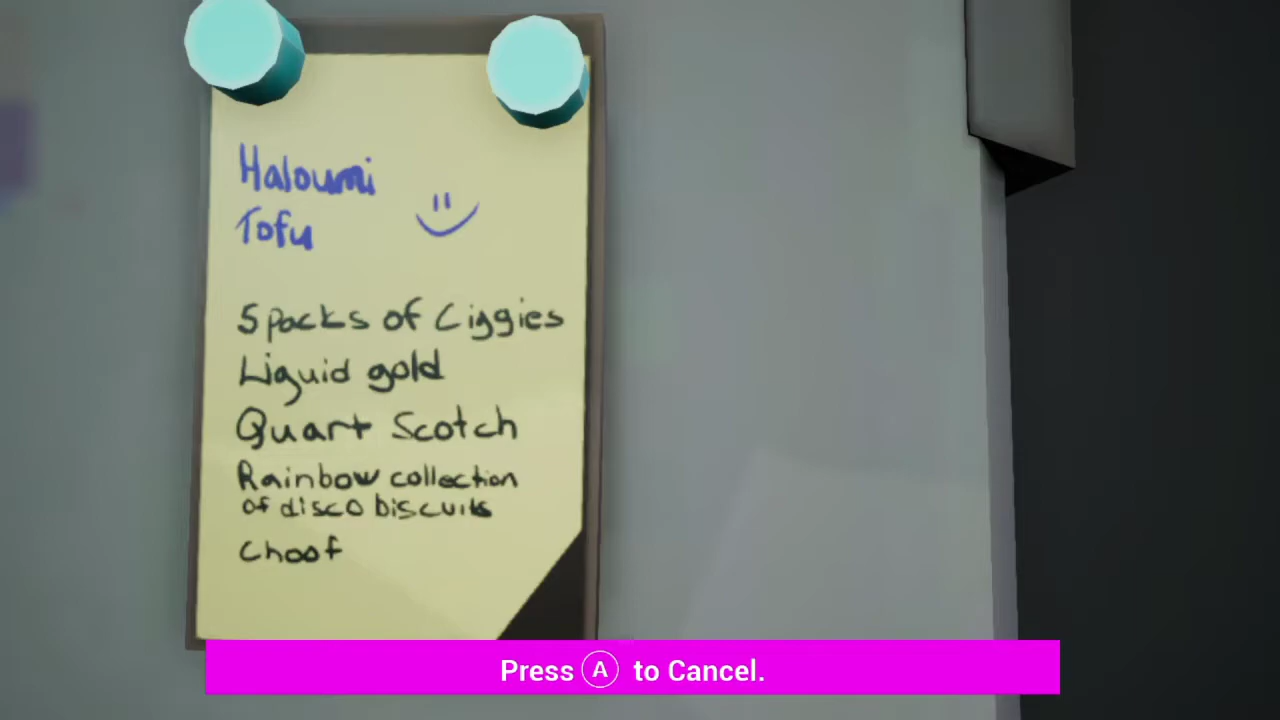 Haloumi
Tofu
5 packs of Ciggies
Liquid gold
Quart Scotch
Rainbow collection
of disco biscuits
Choof
Press A to Cancel.